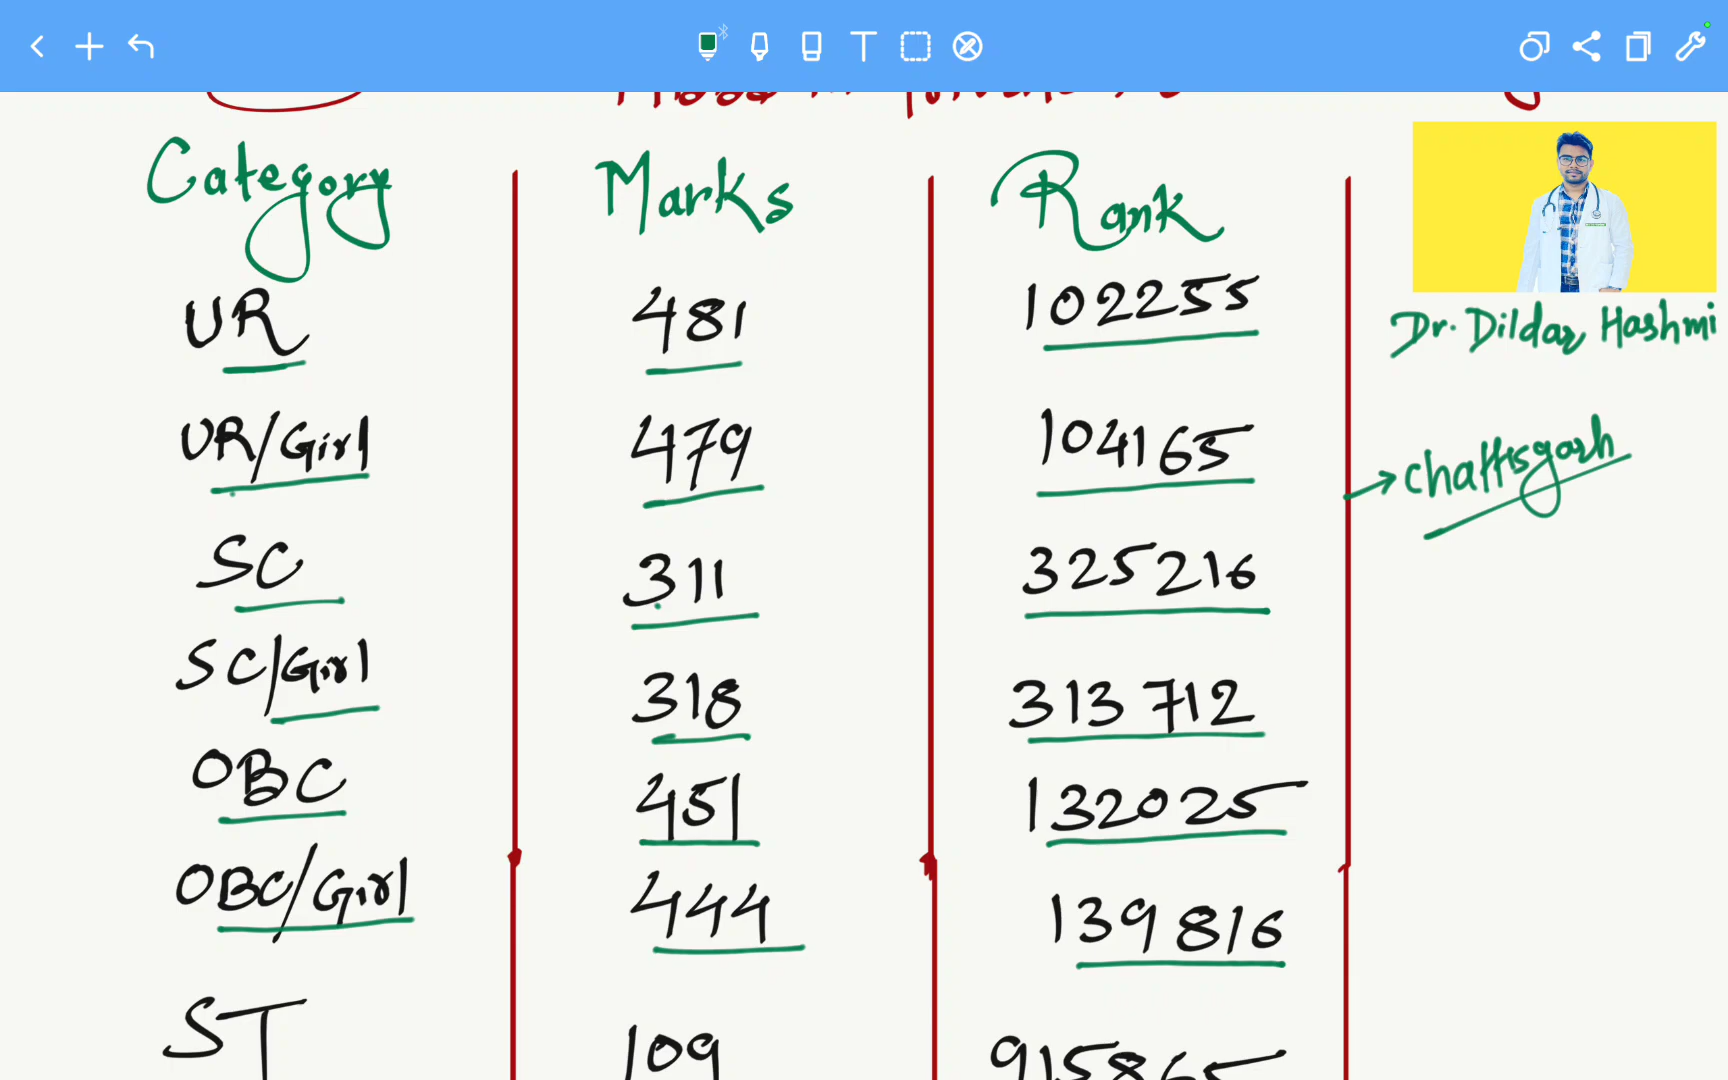 Category Marks Rank
UR 481 102255
Dr. Dildar Hashmi
UR/Girl 479 104165
→ Chattisgarh
SC 311 325216
SC/Girl 318 313712
OBC 451 132025
OBC/Girl 444 139816
ST 109 915865